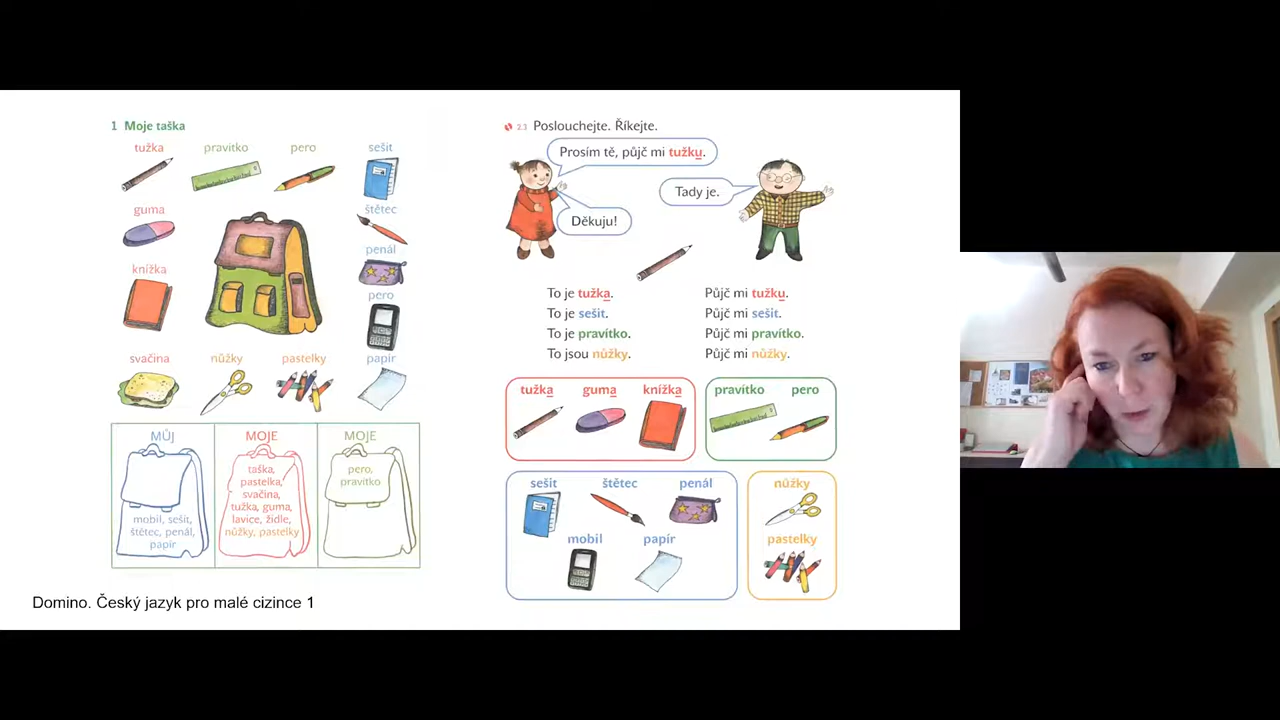 1 Moje taška
tužka
pravítko
pero
sešit
guma
štětec
penál
knížka
pero
svačina
nůžky
pastelky
papír
MŮJ
mobil, sešit,
štětec, penál,
papír
MOJE
taška,
pastelka,
svačina,
tužka, guma,
lavice, židle,
nůžky, pastelky
MOJE
pero,
pravítko
2.1 Poslouchejte. Říkejte.
Prosím tě, půjč mi tužku.
Tady je.
Děkuju!
To je tužka.
To je sešit.
To je pravítko.
To jsou nůžky.
Půjč mi tužku.
Půjč mi sešit.
Půjč mi pravítko.
Půjč mi nůžky.
tužka guma knížka
pravítko pero
sešit štětec penál
mobil papír
nůžky
pastelky
Domino. Český jazyk pro malé cizince 1